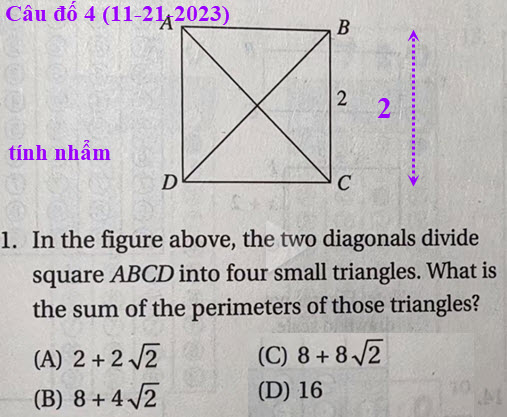 Câu đố 4 (11-21-2023)
A
B
2
2
tính nhẩm
D
C
1. In the figure above, the two diagonals divide
square ABCD into four small triangles. What is
the sum of the perimeters of those triangles?
(A) 2 + 2√2
(C) 8 + 8√2
(B) 8 + 4√2
(D) 16